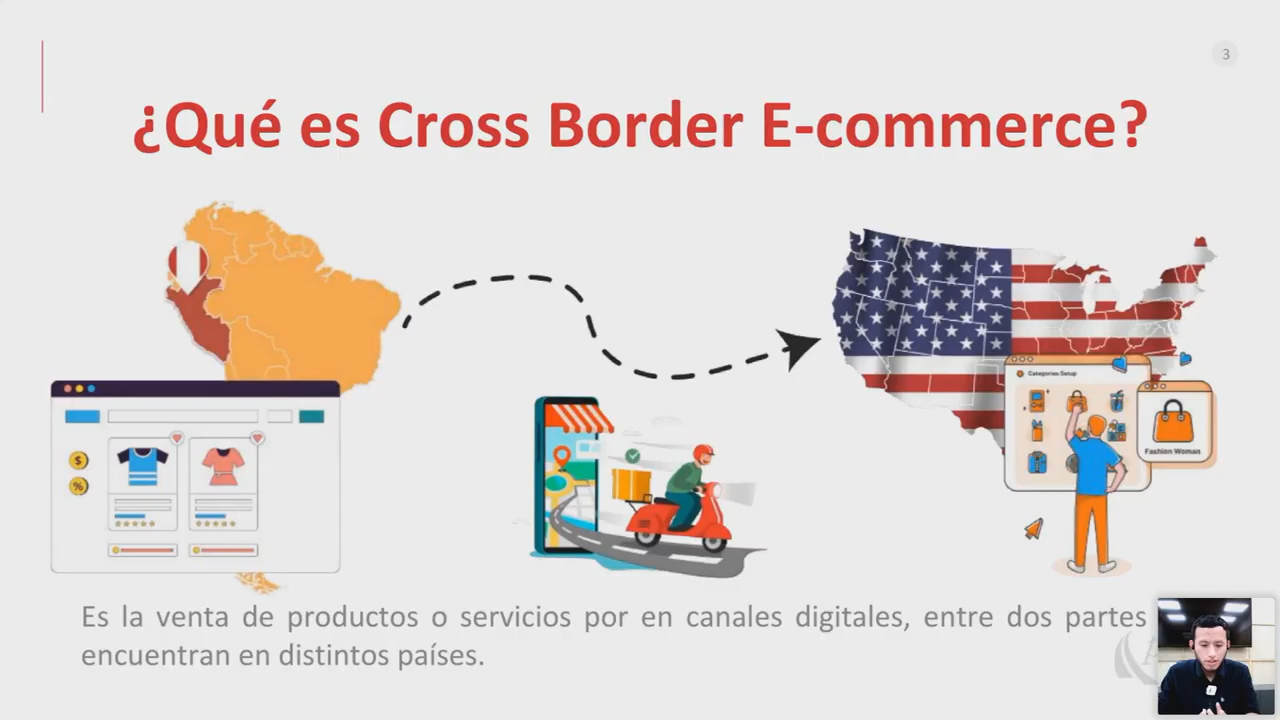 3
¿Qué es Cross Border E-commerce?
Categories Setup
$
%
Fashion Woman
Es la venta de productos o servicios por en canales digitales, entre dos partes
encuentran en distintos países.